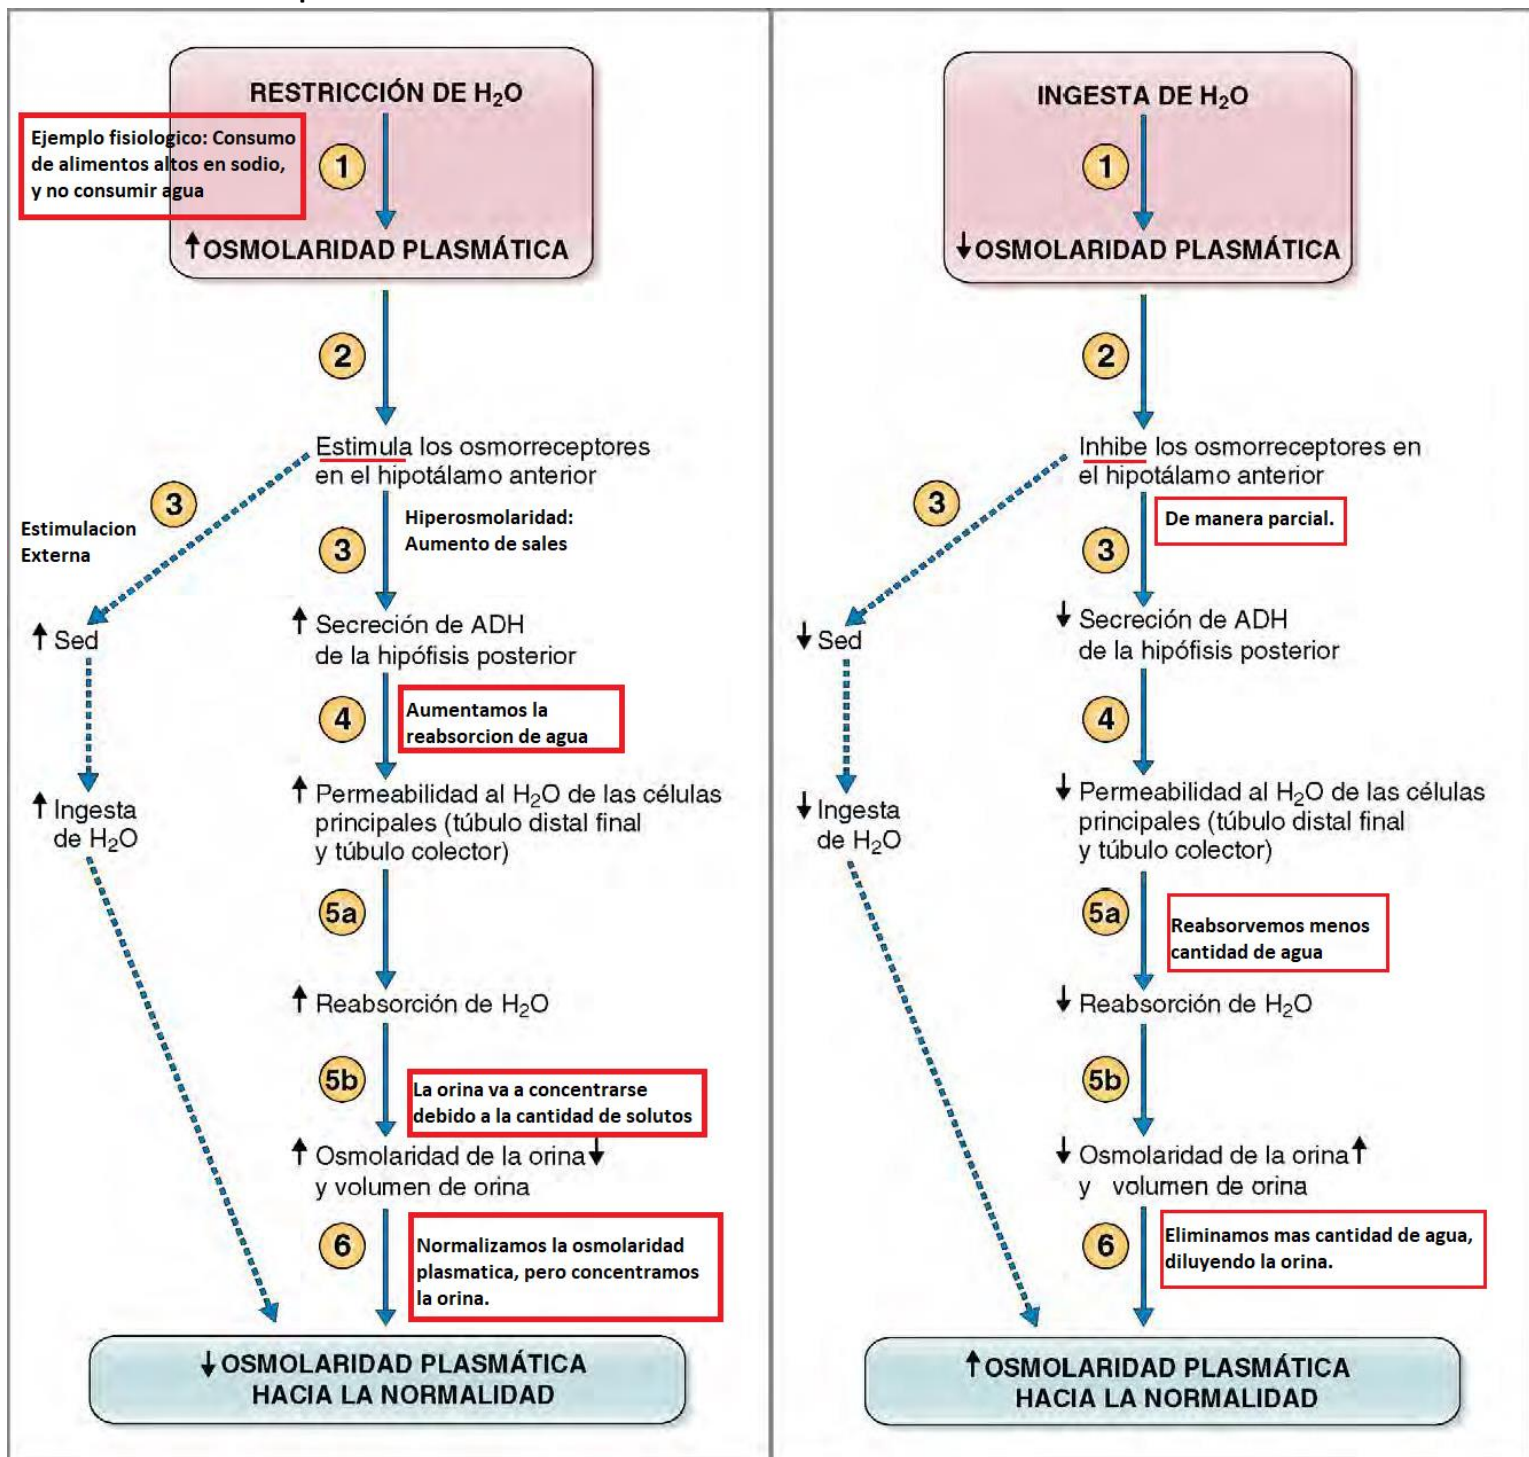 RESTRICCIÓN DE H₂O
Ejemplo fisiologico: Consumo
de alimentos altos en sodio,
y no consumir agua
1
↑OSMOLARIDAD PLASMÁTICA
2
Estimula los osmorreceptores
en el hipotálamo anterior
3
Estimulacion
Externa
3
Hiperosmolaridad:
Aumento de sales
↑ Sed
↑ Secreción de ADH
de la hipófisis posterior
4
Aumentamos la
reabsorcion de agua
↑ Ingesta
de H₂O
↑ Permeabilidad al H₂O de las células
principales (túbulo distal final
y túbulo colector)
5a
↑ Reabsorción de H₂O
5b
La orina va a concentrarse
debido a la cantidad de solutos
↑ Osmolaridad de la orina↓
y volumen de orina
6
Normalizamos la osmolaridad
plasmatica, pero concentramos
la orina.
↓OSMOLARIDAD PLASMÁTICA
HACIA LA NORMALIDAD
INGESTA DE H₂O
1
↓OSMOLARIDAD PLASMÁTICA
2
Inhibe los osmorreceptores en
el hipotálamo anterior
3
De manera parcial.
3
↓ Sed
↓ Secreción de ADH
de la hipófisis posterior
4
↓ Ingesta
de H₂O
↓ Permeabilidad al H₂O de las células
principales (túbulo distal final
y túbulo colector)
5a
Reabsorvemos menos
cantidad de agua
↓ Reabsorción de H₂O
5b
↓ Osmolaridad de la orina↑
y volumen de orina
6
Eliminamos mas cantidad de agua,
diluyendo la orina.
↑OSMOLARIDAD PLASMÁTICA
HACIA LA NORMALIDAD